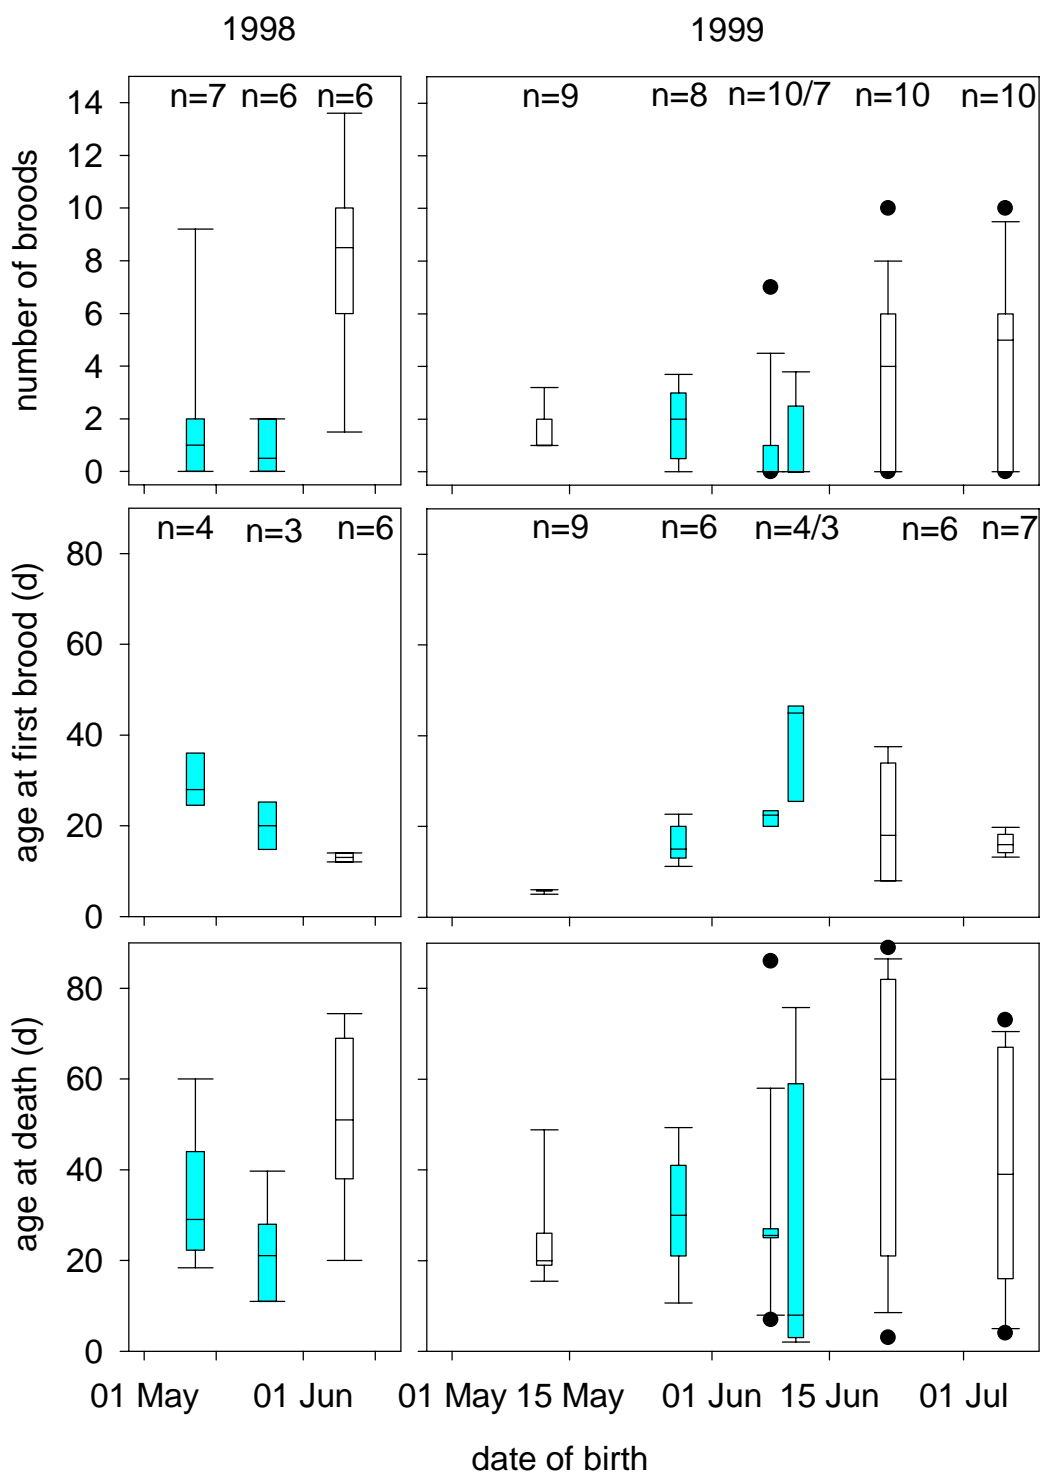 1998 1999
number of broods
14
12
10
8
6
4
2
0
n=7 n=6 n=6
n=9 n=8 n=10/7 n=10 n=10
age at first brood (d)
80
60
40
20
0
n=4 n=3 n=6
n=9 n=6 n=4/3 n=6 n=7
age at death (d)
80
60
40
20
0
01 May 01 Jun 01 May 15 May 01 Jun 15 Jun 01 Jul
date of birth